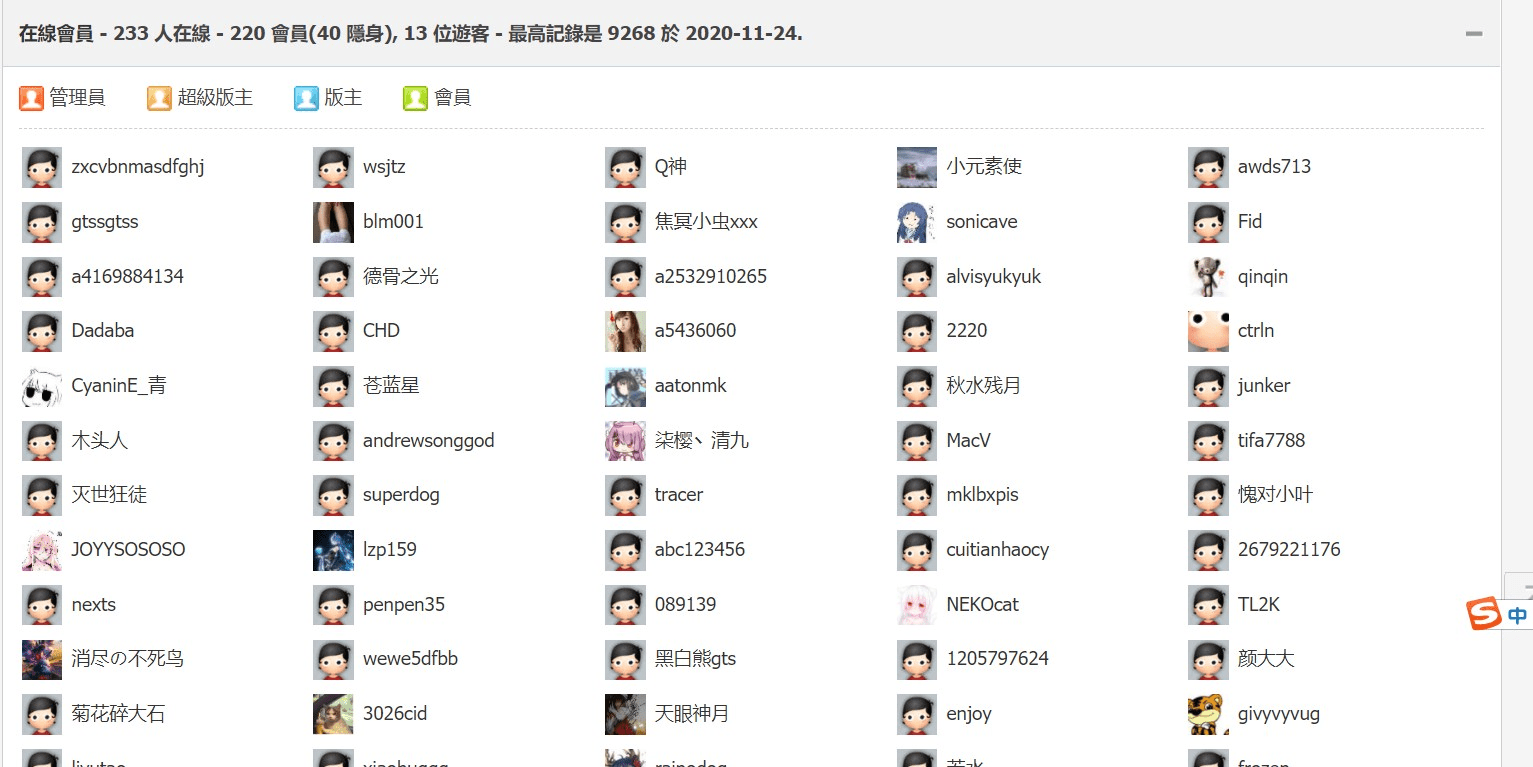 在線會員 - 233 人在線 - 220 會員(40 隱身), 13 位遊客 - 最高記錄是 9268 於 2020-11-24.
管理員 超級版主 版主 會員
zxcvbnmasdfghj wsjtz Q神 小元素使 awds713
gtssgtss blm001 焦冥小虫xxx sonicave Fid
a4169884134 德骨之光 a2532910265 alvisyukyuk qinqin
Dadaba CHD a5436060 2220 ctrln
CyaninE_青 苍蓝星 aatonmk 秋水残月 junker
木头人 andrewsonggod 柒樱丶清九 MacV tifa7788
灭世狂徒 superdog tracer mklbxpis 愧对小叶
JOYYSOSOSO lzp159 abc123456 cuitianhaocy 2679221176
nexts penpen35 089139 NEKOcat TL2K
消尽の不死鸟 wewe5dfbb 黑白熊gts 1205797624 颜大大
菊花碎大石 3026cid 天眼神月 enjoy givyvyvug
中